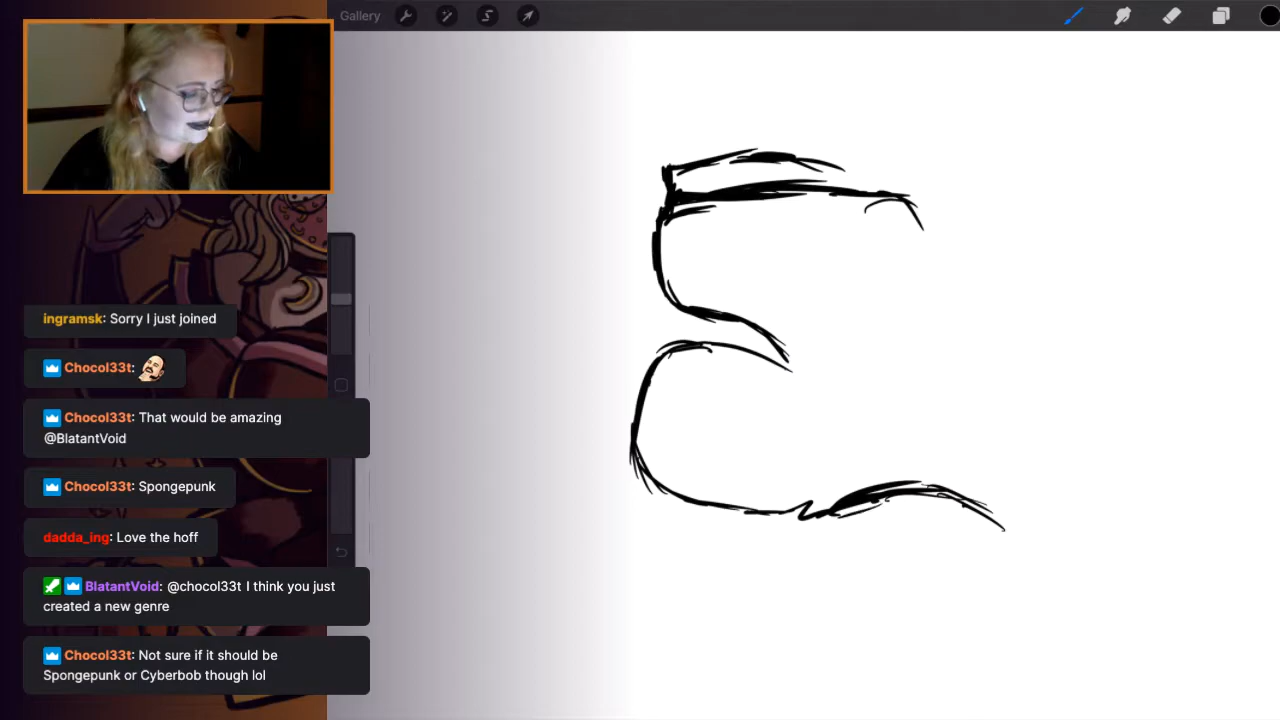 Gallery
ingramsk: Sorry I just joined
Chocol33t:
Chocol33t: That would be amazing
@BlatantVoid
Chocol33t: Spongepunk
dadda_ing: Love the hoff
BlatantVoid: @chocol33t I think you just
created a new genre
Chocol33t: Not sure if it should be
Spongepunk or Cyberbob though lol